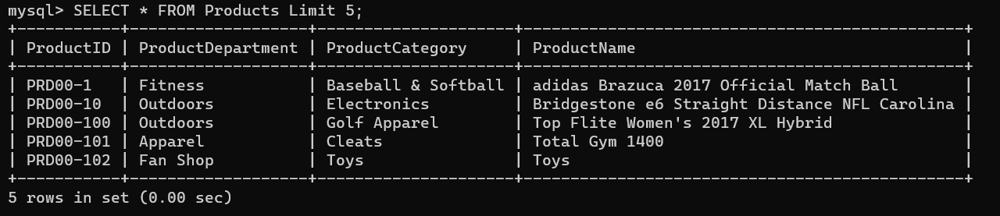 mysql> SELECT * FROM Products Limit 5;
+-----------+-------------------+---------------------+-----------------------------------------------+
| ProductID | ProductDepartment | ProductCategory     | ProductName                                   |
+-----------+-------------------+---------------------+-----------------------------------------------+
| PRD00-1   | Fitness           | Baseball & Softball | adidas Brazuca 2017 Official Match Ball       |
| PRD00-10  | Outdoors          | Electronics         | Bridgestone e6 Straight Distance NFL Carolina |
| PRD00-100 | Outdoors          | Golf Apparel        | Top Flite Women's 2017 XL Hybrid              |
| PRD00-101 | Apparel           | Cleats              | Total Gym 1400                                |
| PRD00-102 | Fan Shop          | Toys                | Toys                                          |
+-----------+-------------------+---------------------+-----------------------------------------------+
5 rows in set (0.00 sec)